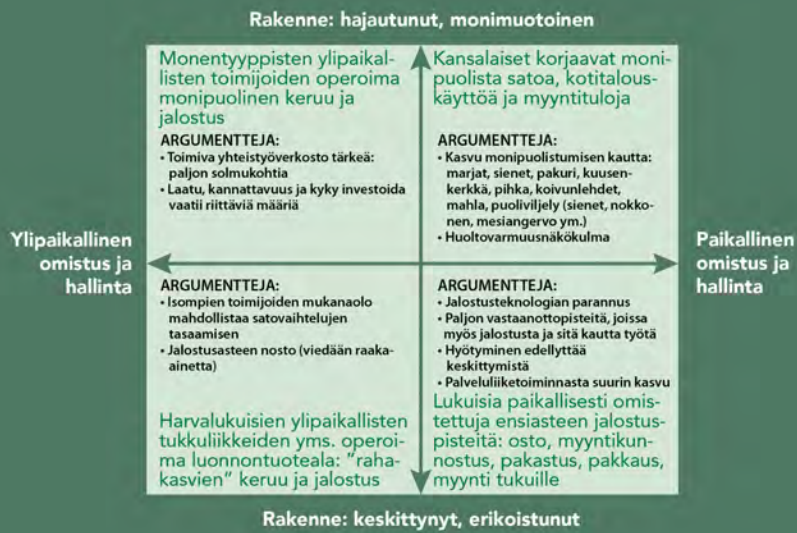 Rakenne: hajautunut, monimuotoinen
Monentyyppisten ylipaikal-
listen toimijoiden operoima
monipuolinen keruu ja
jalostus
ARGUMENTTEJA:
• Toimiva yhteistyöverkosto tärkeä:
paljon solmukohtia
• Laatu, kannattavuus ja kyky investoida
vaatii riittäviä määriä
Kansalaiset korjaavat moni-
puolista satoa, kotitalous-
käyttöä ja myyntituloja
ARGUMENTTEJA:
• Kasvu monipuolistumisen kautta:
marjat, sienet, pakuri, kuusen-
kerkkä, pihka, koivunlehdet,
mahla, puoliviljely (sienet, nokko-
nen, mesiangervo ym.)
• Huoltovarmuusnäkökulma
Ylipaikallinen
omistus ja
hallinta
Paikallinen
omistus ja
hallinta
ARGUMENTTEJA:
• Isompien toimijoiden mukanaolo
mahdollistaa satovaihtelujen
tasaamisen
• Jalostusasteen nosto (viedään raaka-
ainetta)
Harvalukuisien ylipaikallisten
tukkuliikkeiden yms. operoi-
ma luonnontuoteala: ”raha-
kasvien” keruu ja jalostus
ARGUMENTTEJA:
• Jalostusteknologian parannus
• Paljon vastaanottopisteitä, joissa
myös jalostusta ja sitä kautta työtä
• Hyötyminen edellyttää
keskittymistä
• Palveluliiketoiminnasta suurin kasvu
Lukuisia paikallisesti omis-
tettuja ensiasteen jalostus-
pisteitä: osto, myyntikun-
nostus, pakastus, pakkaus,
myynti tukuille
Rakenne: keskittynyt, erikoistunut